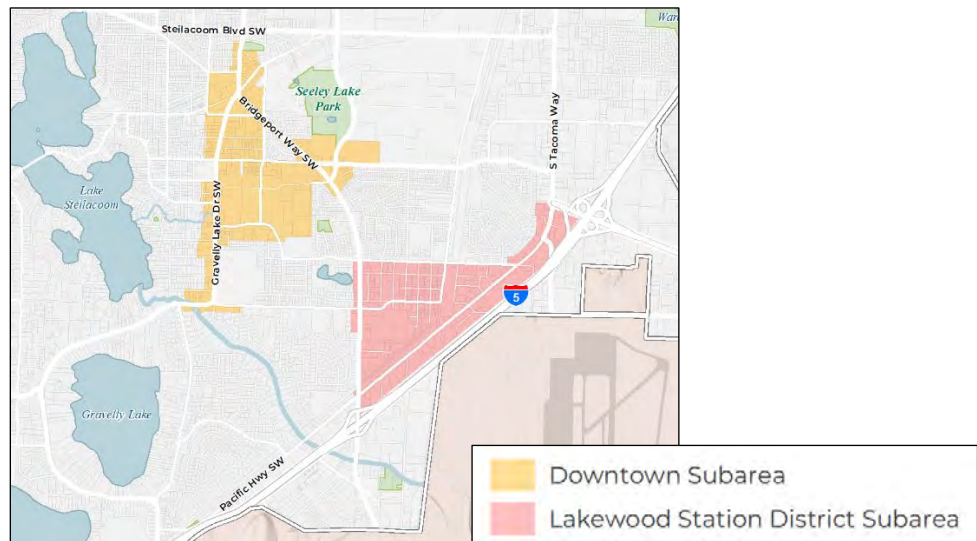 Steilacoom Blvd SW
War
Seeley Lake
Park
Bridgeport Way SW
S Tacoma Way
Lake
Steilacoom
Gravelly Lake Dr SW
5
Gravelly Lake
Pacific Hwy SW
Downtown Subarea
Lakewood Station District Subarea